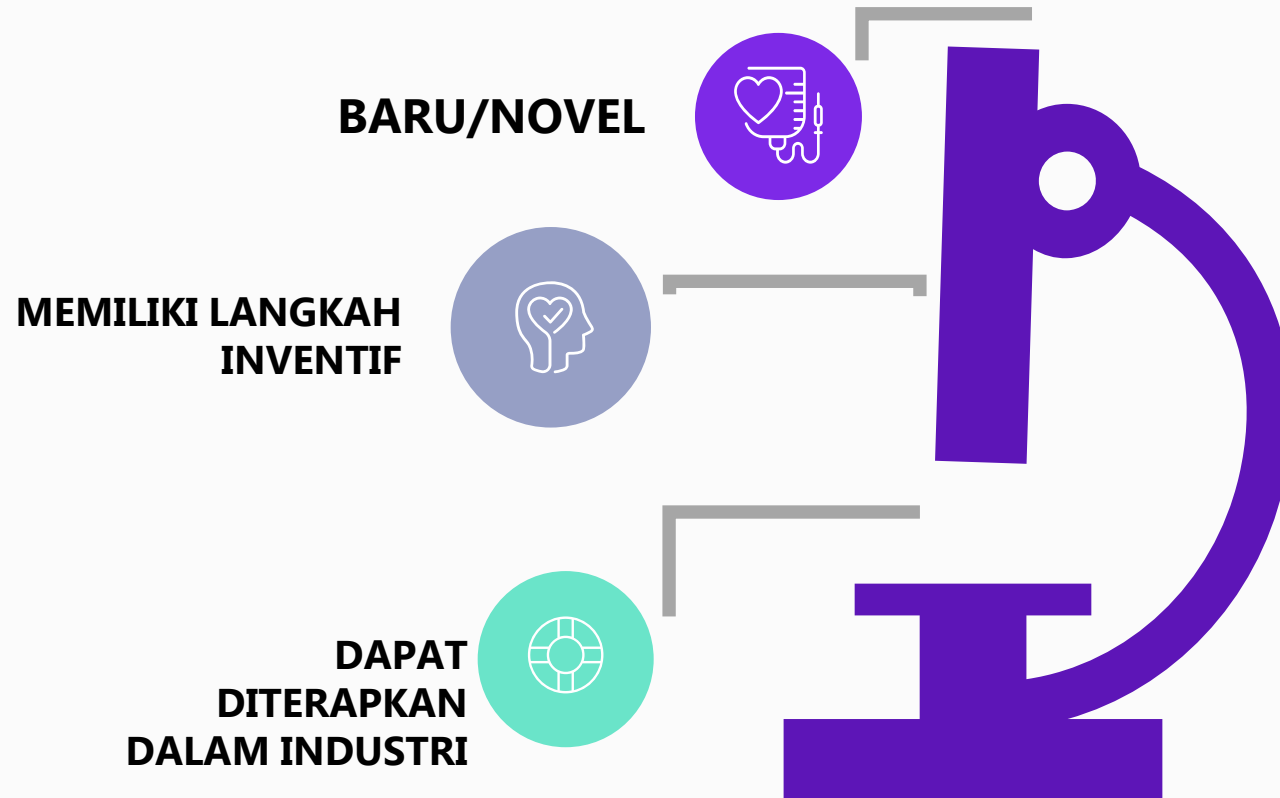 BARU/NOVEL
MEMILIKI LANGKAH
INVENTIF
DAPAT
DITERAPKAN
DALAM INDUSTRI